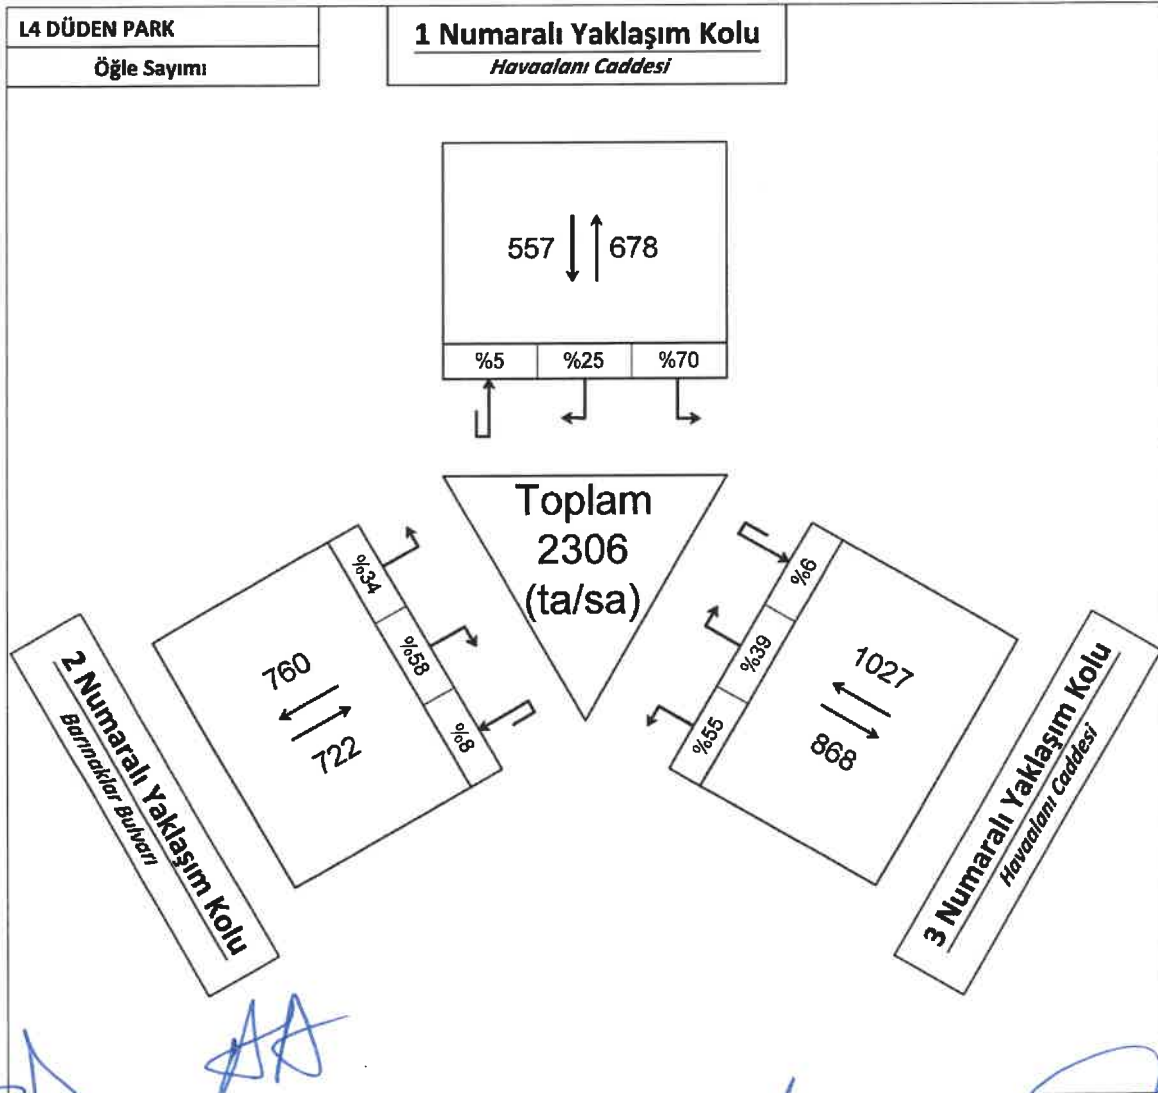 L4 DÜDEN PARK
Öğle Sayımı
1 Numaralı Yaklaşım Kolu
Havaalanı Caddesi
557
678
%5
%25
%70
Toplam
2306
(ta/sa)
%34
%58
%8
760
722
2 Numaralı Yaklaşım Kolu
Barınaklar Bulvarı
%6
%39
%55
1027
868
3 Numaralı Yaklaşım Kolu
Havaalanı Caddesi